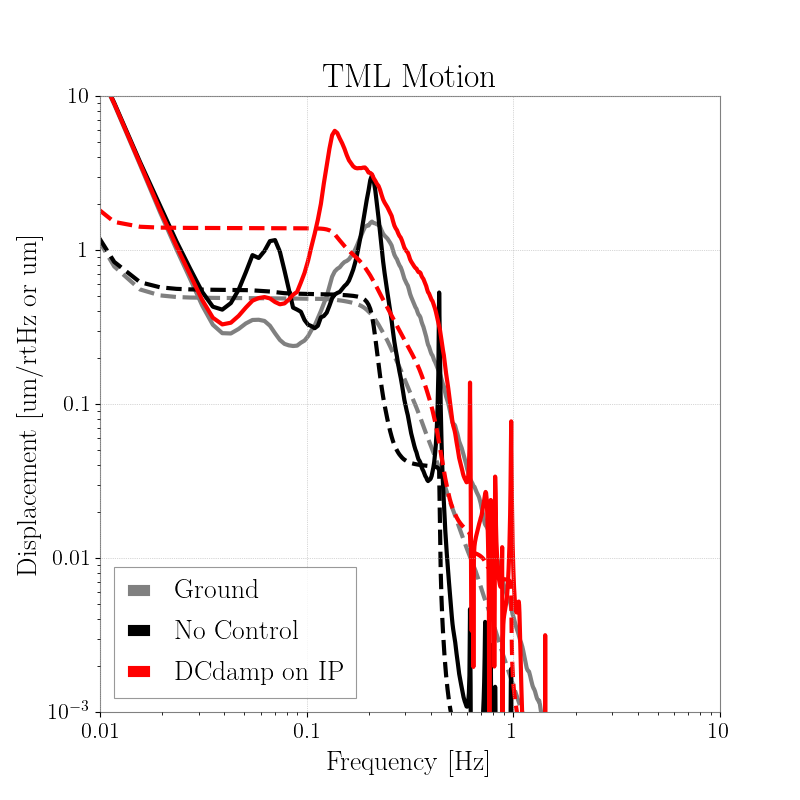 TML Motion
10
1
0.1
0.01
10⁻³
Displacement [um/rtHz or um]
Ground
No Control
DCdamp on IP
0.01
0.1
1
10
Frequency [Hz]